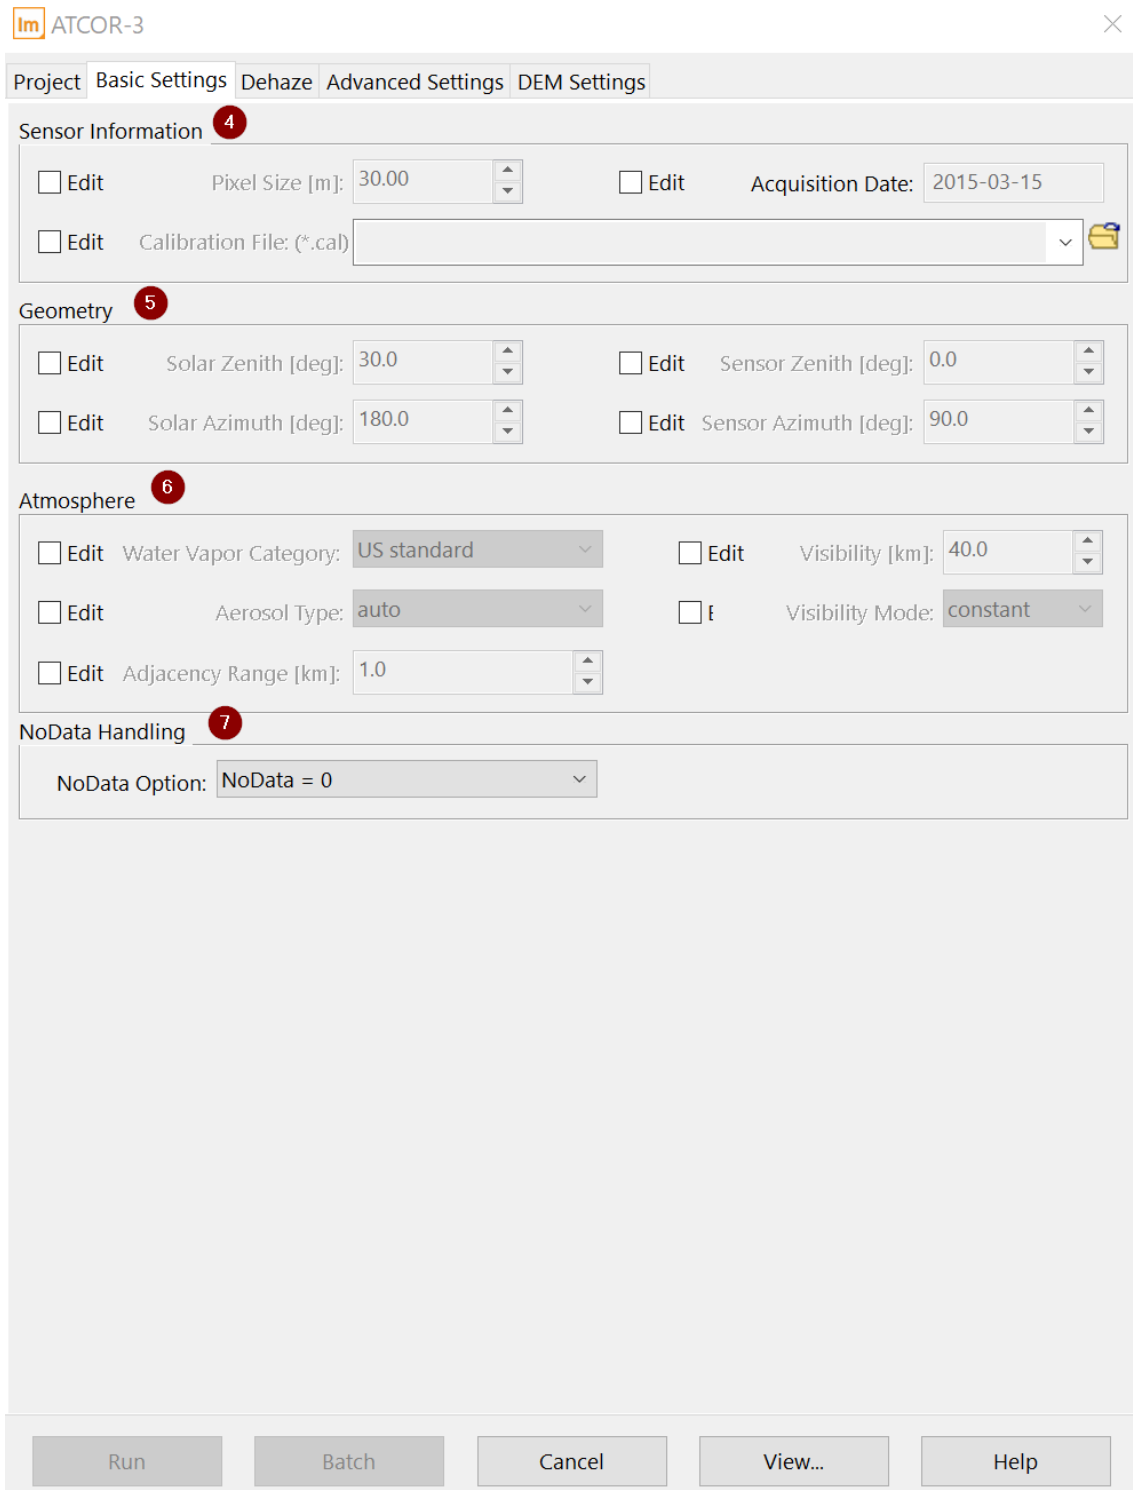 Im ATCOR-3
Project Basic Settings Dehaze Advanced Settings DEM Settings
Sensor Information 4
Edit Pixel Size [m]: 30.00 Edit Acquisition Date: 2015-03-15
Edit Calibration File: (*.cal)
Geometry 5
Edit Solar Zenith [deg]: 30.0 Edit Sensor Zenith [deg]: 0.0
Edit Solar Azimuth [deg]: 180.0 Edit Sensor Azimuth [deg]: 90.0
Atmosphere 6
Edit Water Vapor Category: US standard Edit Visibility [km]: 40.0
Edit Aerosol Type: auto E Visibility Mode: constant
Edit Adjacency Range [km]: 1.0
NoData Handling 7
NoData Option: NoData = 0
Run Batch Cancel View... Help